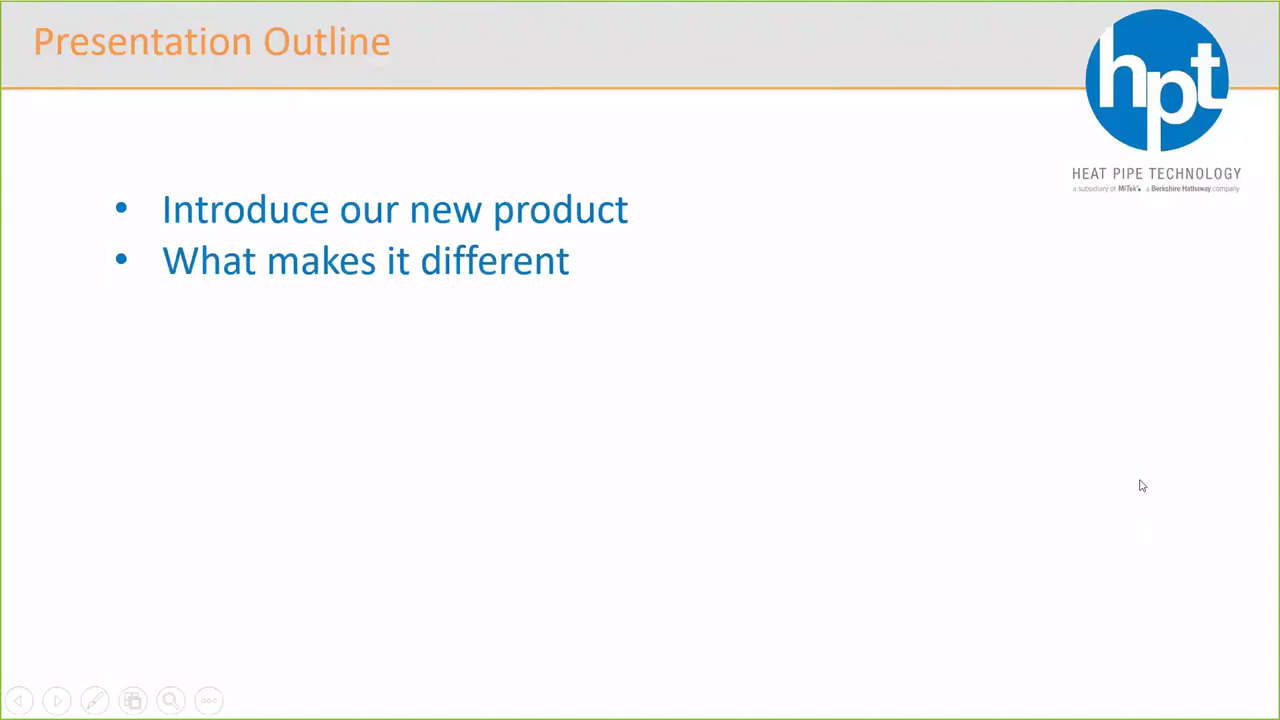 Presentation Outline
hpt
HEAT PIPE TECHNOLOGY
a subsidiary of MiTek a Berkshire Hathaway company
• Introduce our new product
• What makes it different